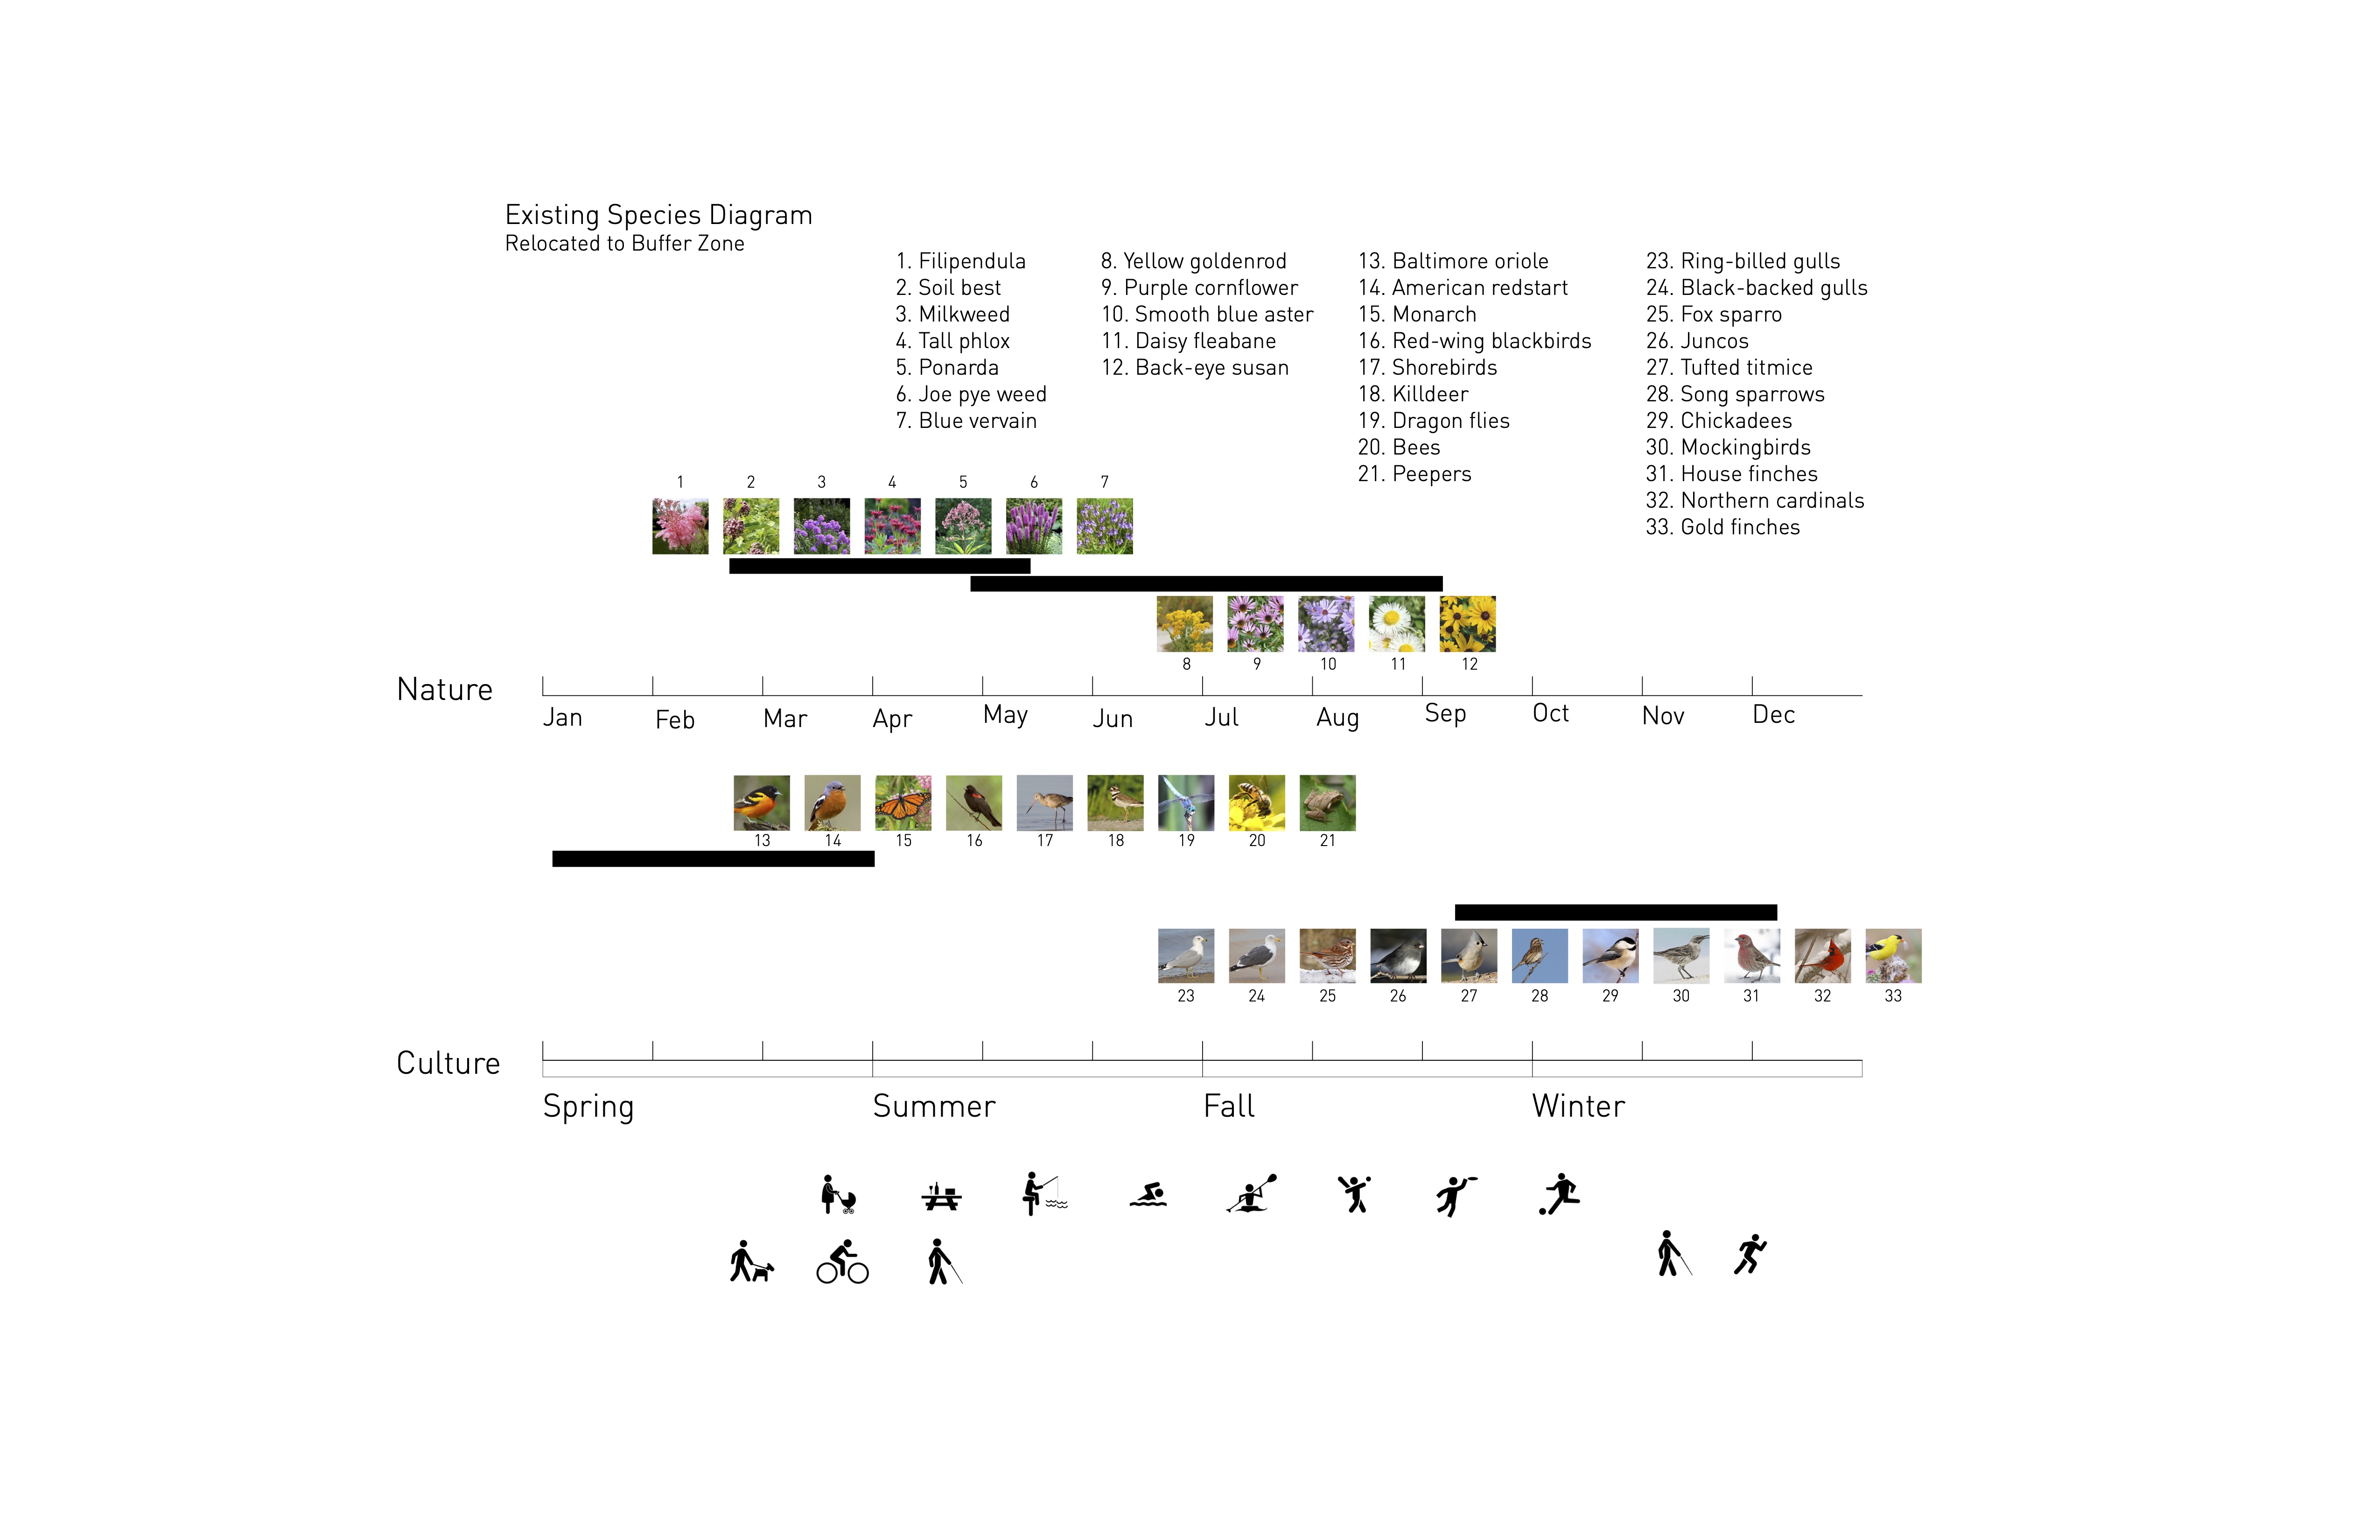 Existing Species Diagram
Relocated to Buffer Zone
1. Filipendula
2. Soil best
3. Milkweed
4. Tall phlox
5. Ponarda
6. Joe pye weed
7. Blue vervain
8. Yellow goldenrod
9. Purple cornflower
10. Smooth blue aster
11. Daisy fleabane
12. Back-eye susan
13. Baltimore oriole
14. American redstart
15. Monarch
16. Red-wing blackbirds
17. Shorebirds
18. Killdeer
19. Dragon flies
20. Bees
21. Peepers
23. Ring-billed gulls
24. Black-backed gulls
25. Fox sparro
26. Juncos
27. Tufted titmice
28. Song sparrows
29. Chickadees
30. Mockingbirds
31. House finches
32. Northern cardinals
33. Gold finches
1 2 3 4 5 6 7
8 9 10 11 12
Nature
Jan Feb Mar Apr May Jun Jul Aug Sep Oct Nov Dec
13 14 15 16 17 18 19 20 21
23 24 25 26 27 28 29 30 31 32 33
Culture
Spring Summer Fall Winter